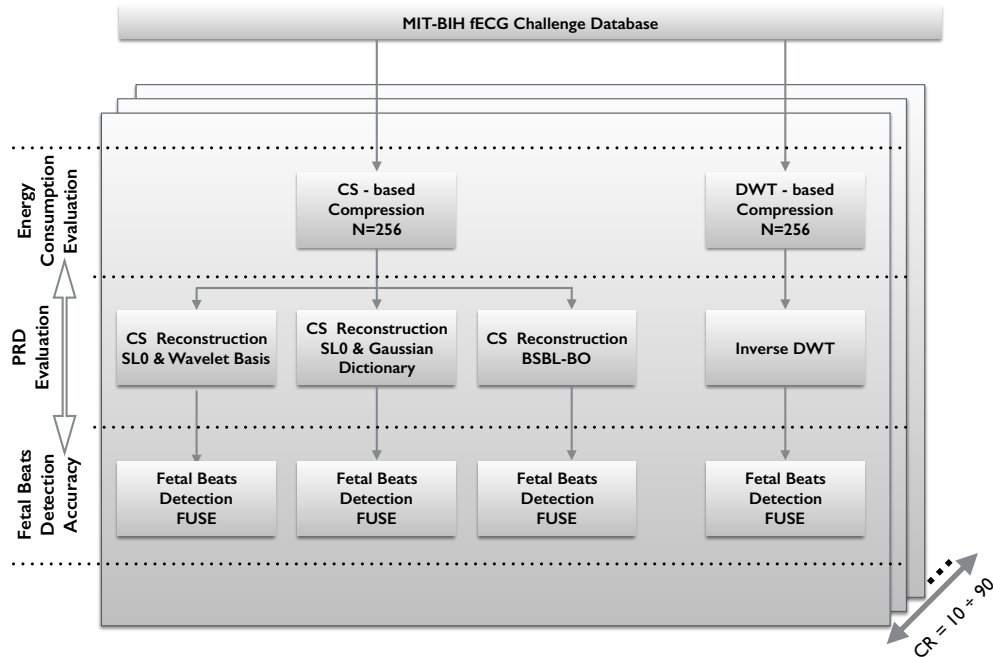 MIT-BIH fECG Challenge Database
Energy
Consumption
Evaluation
CS - based
Compression
N=256
DWT - based
Compression
N=256
PRD
Evaluation
CS Reconstruction
SL0 & Wavelet Basis
CS Reconstruction
SL0 & Gaussian
Dictionary
CS Reconstruction
BSBL-BO
Inverse DWT
Fetal Beats
Detection
Accuracy
Fetal Beats
Detection
FUSE
Fetal Beats
Detection
FUSE
Fetal Beats
Detection
FUSE
Fetal Beats
Detection
FUSE
CR = 10 ÷ 90